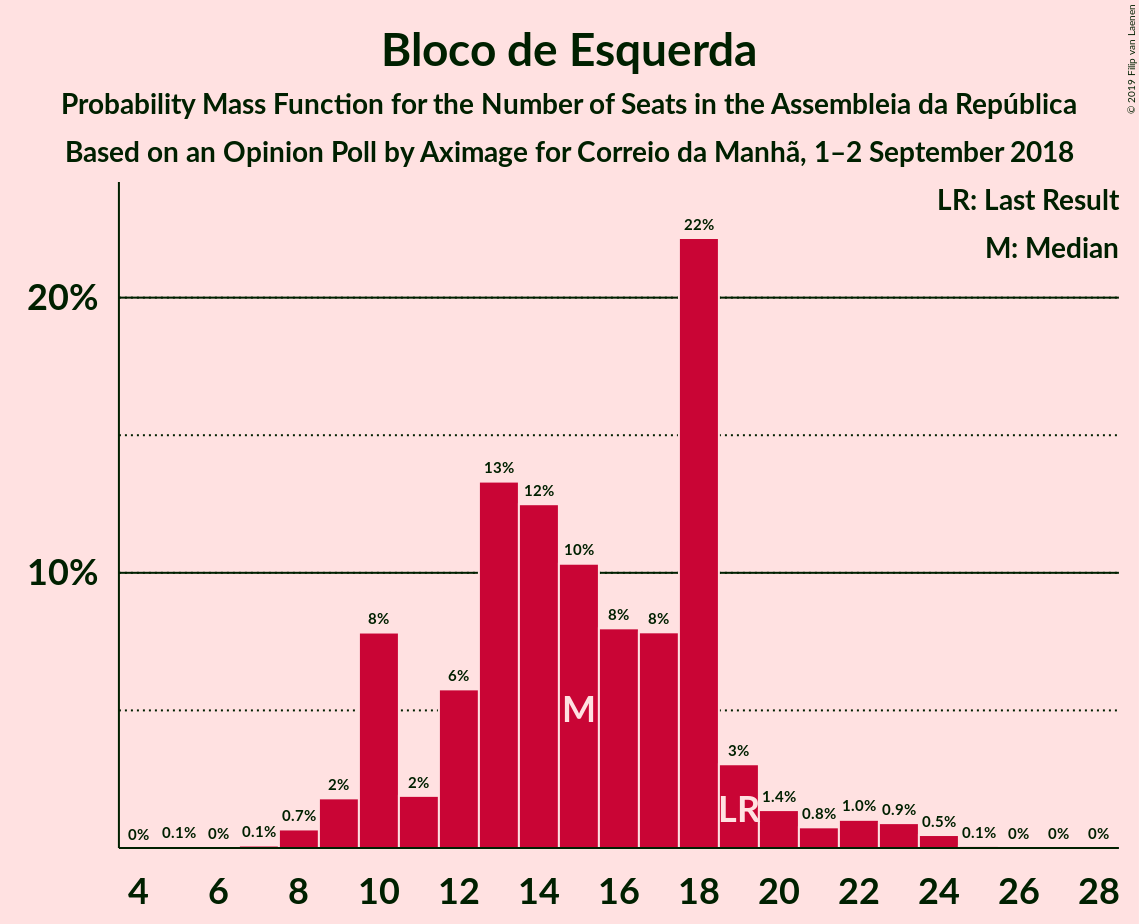 Bloco de Esquerda
Probability Mass Function for the Number of Seats in the Assembleia da República
Based on an Opinion Poll by Aximage for Correio da Manhã, 1–2 September 2018
© 2019 Filip van Laenen
LR: Last Result
M: Median
20%
10%
0% 0.1% 0% 0.1% 0.7% 2% 8% 2% 6% 13% 12% 10% 8% 8% 22% 3% 1.4% 0.8% 1.0% 0.9% 0.5% 0.1% 0% 0% 0%
M
LR
4 6 8 10 12 14 16 18 20 22 24 26 28